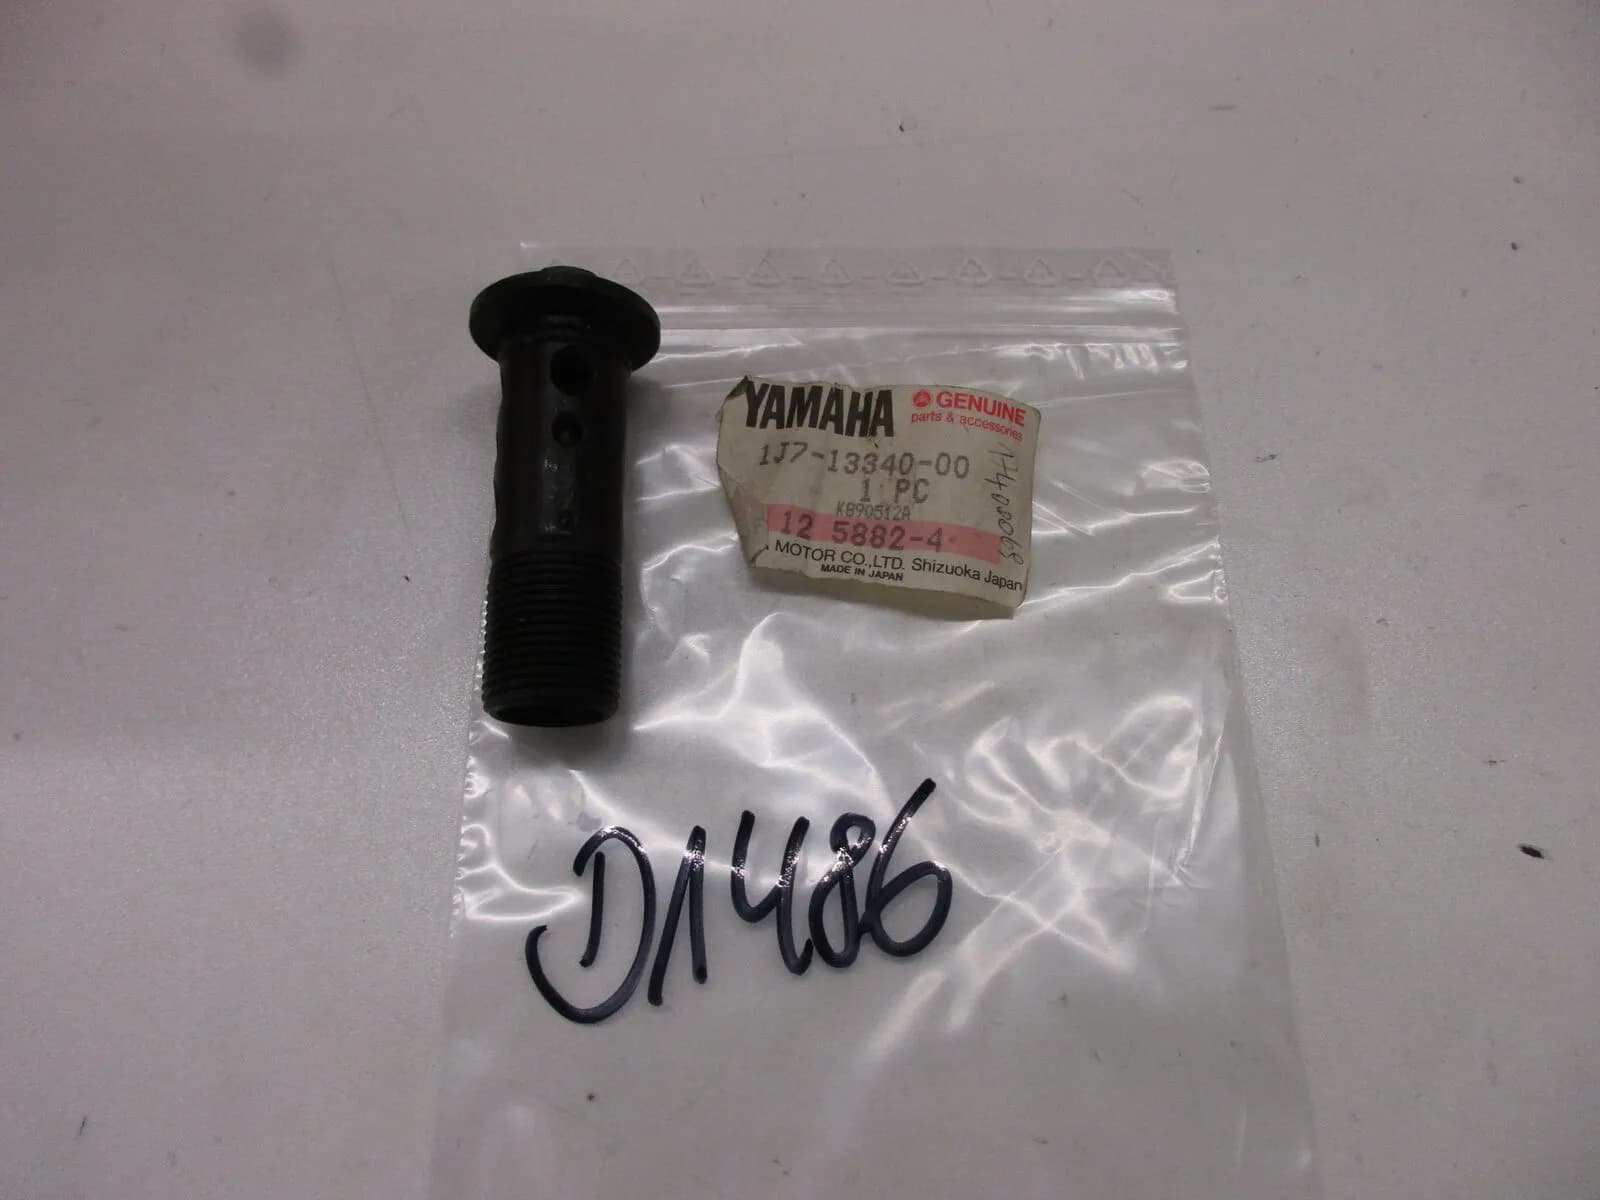 YAMAHA
GENUINE
parts & accessories
1J7-13340-00
1 PC
KB90512A
12 5882-4
MOTOR CO.,LTD. Shizuoka Japan
MADE IN JAPAN
D1486